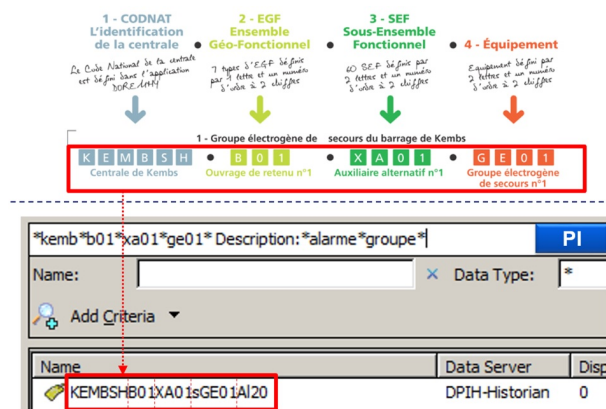 1 - CODNAT
L'identification
de la centrale
2 - EGF
Ensemble
Géo-Fonctionnel
3 - SEF
Sous-Ensemble
Fonctionnel
4 - Équipement
Le Code National de la centrale
est défini dans l'application
DOREMHY
7 types d'EGF définis
par 1 lettre et un numéro
d'ordre à 2 chiffres
60 SEF définis par
2 lettres et un numéro
d'ordre à 2 chiffres
Équipement défini par
2 lettres et un numéro
d'ordre à 2 chiffres
1 - Groupe électrogène de secours du barrage de Kembs
K E M B S H • B 0 1 • X A 0 1 • G E 0 1
Centrale de Kembs
Ouvrage de retenu n°1
Auxiliaire alternatif n°1
Groupe électrogène
de secours n°1
*kemb*b01*xa01*ge01* Description:*alarme*groupe*
PI
Name:
Data Type: *
Add Criteria
Name Data Server Disp
KEMBSHB01XA01sGE01Al20 DPIH-Historian 0